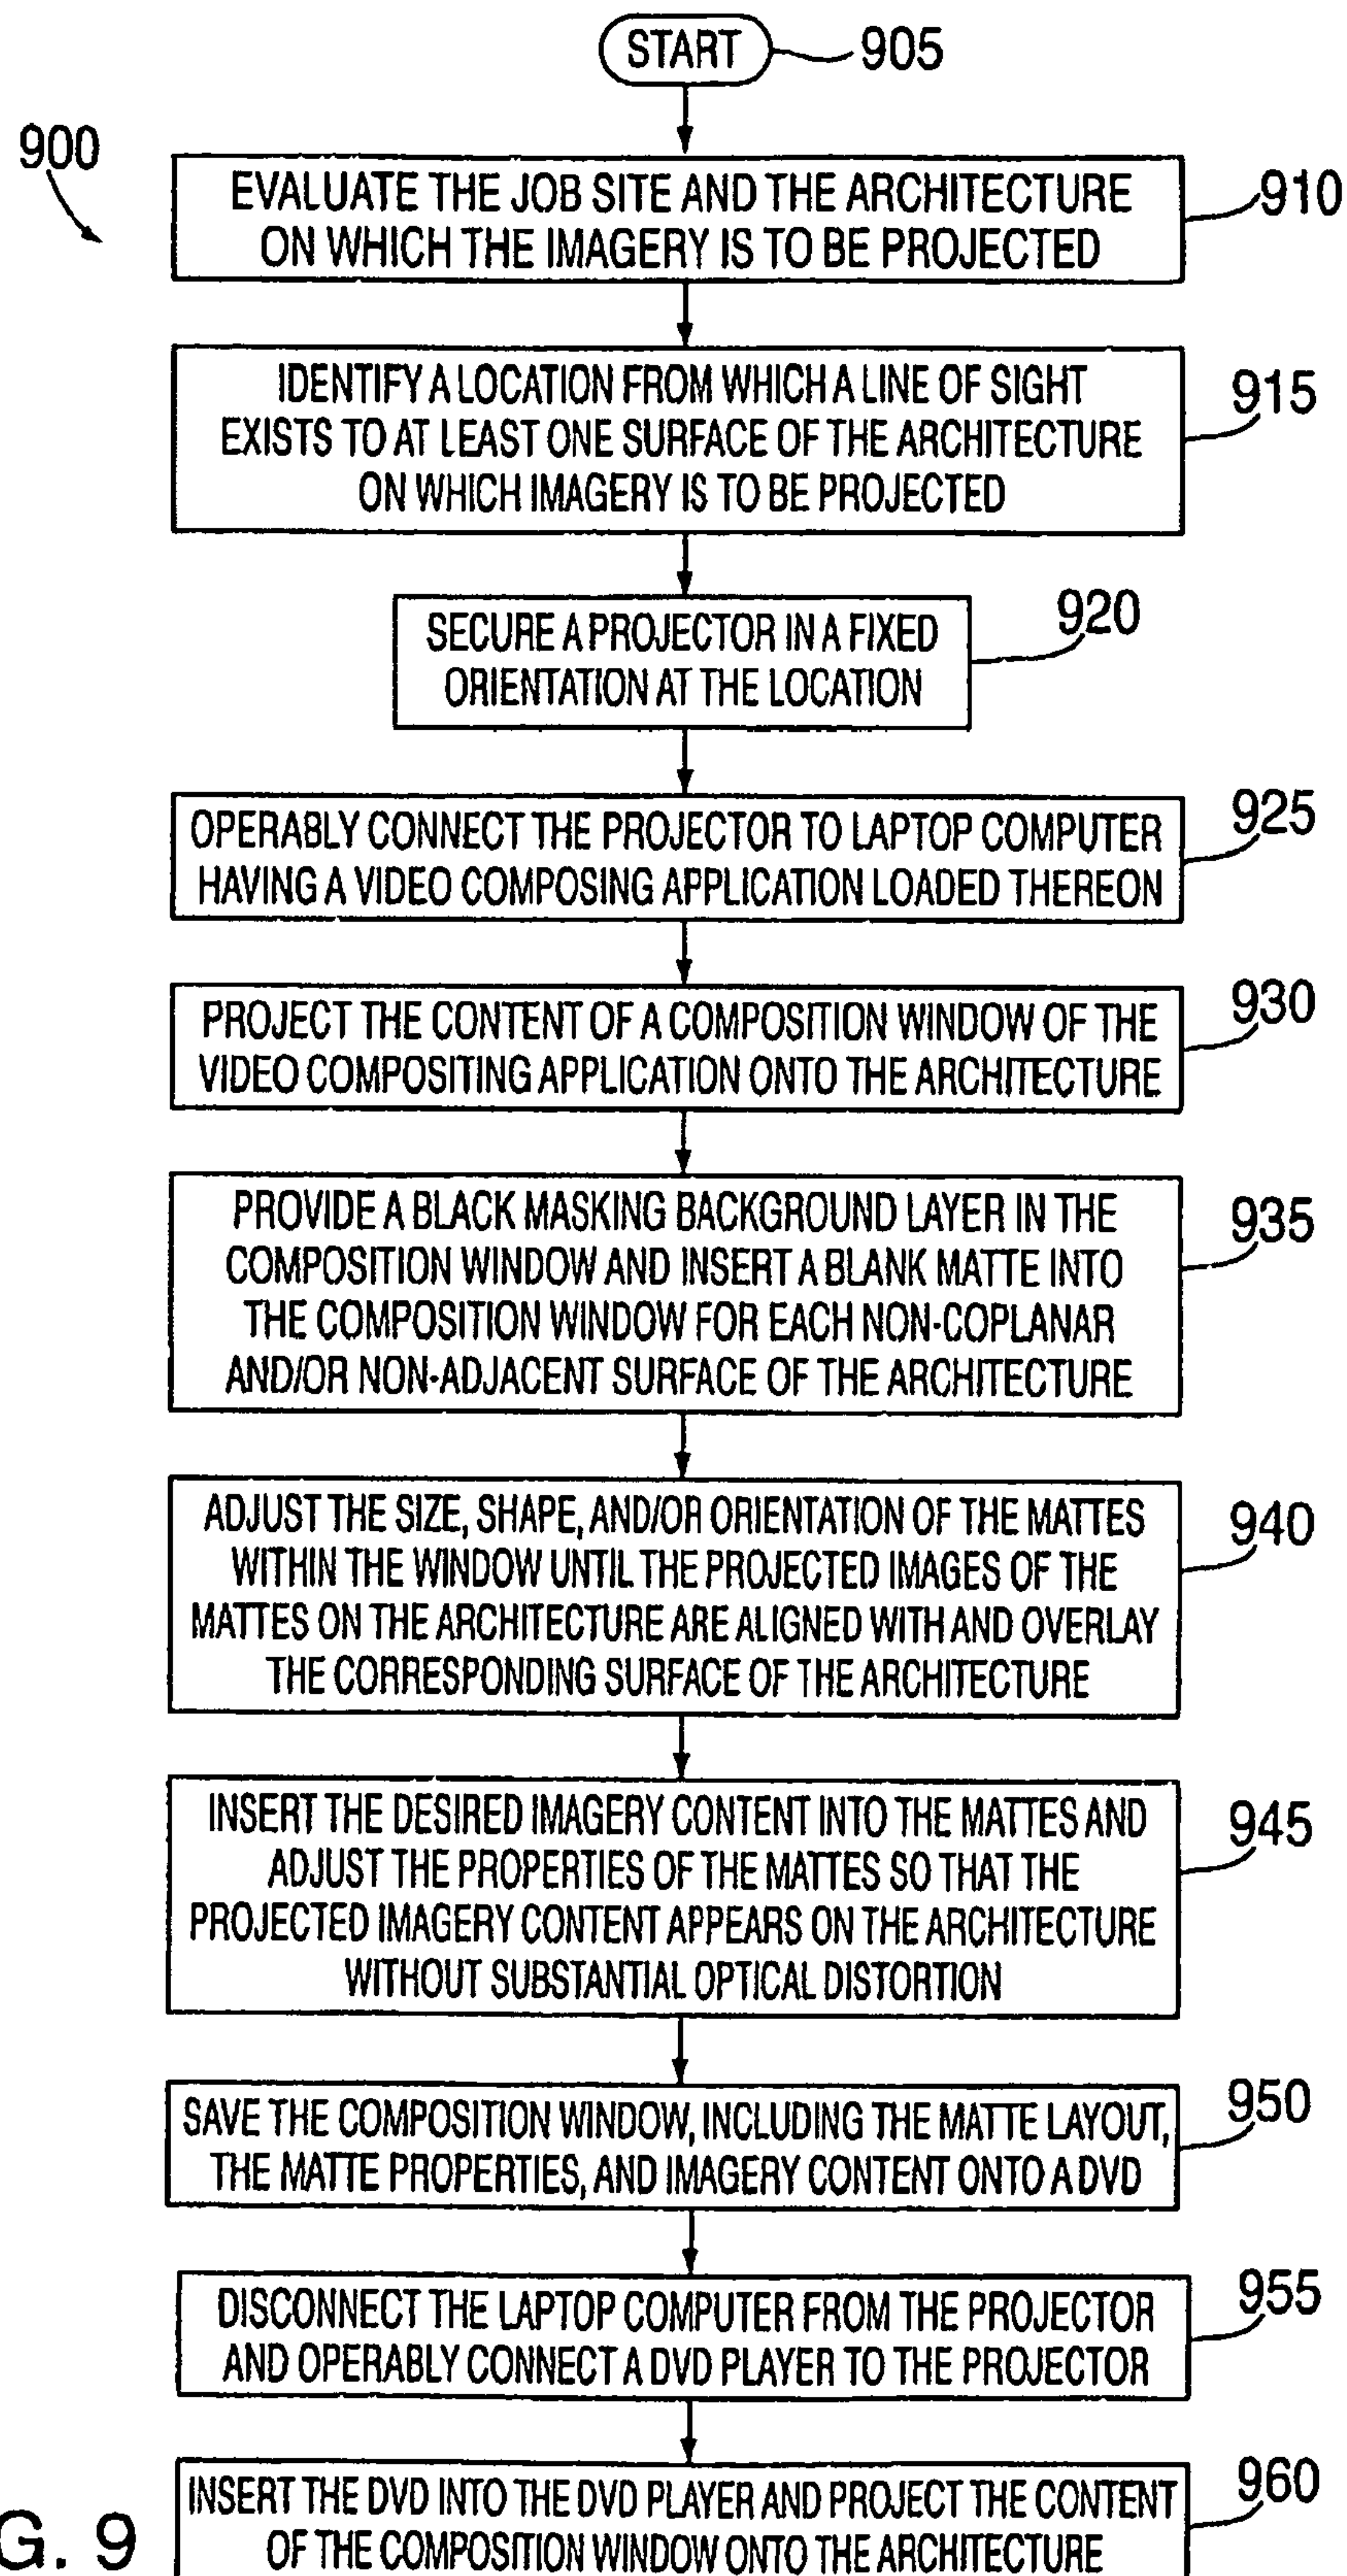 START
905
900
EVALUATE THE JOB SITE AND THE ARCHITECTURE
ON WHICH THE IMAGERY IS TO BE PROJECTED
910
IDENTIFY A LOCATION FROM WHICH A LINE OF SIGHT
EXISTS TO AT LEAST ONE SURFACE OF THE ARCHITECTURE
ON WHICH IMAGERY IS TO BE PROJECTED
915
SECURE A PROJECTOR IN A FIXED
ORIENTATION AT THE LOCATION
920
OPERABLY CONNECT THE PROJECTOR TO LAPTOP COMPUTER
HAVING A VIDEO COMPOSING APPLICATION LOADED THEREON
925
PROJECT THE CONTENT OF A COMPOSITION WINDOW OF THE
VIDEO COMPOSITING APPLICATION ONTO THE ARCHITECTURE
930
PROVIDE A BLACK MASKING BACKGROUND LAYER IN THE
COMPOSITION WINDOW AND INSERT A BLANK MATTE INTO
THE COMPOSITION WINDOW FOR EACH NON-COPLANAR
AND/OR NON-ADJACENT SURFACE OF THE ARCHITECTURE
935
ADJUST THE SIZE, SHAPE, AND/OR ORIENTATION OF THE MATTES
WITHIN THE WINDOW UNTIL THE PROJECTED IMAGES OF THE
MATTES ON THE ARCHITECTURE ARE ALIGNED WITH AND OVERLAY
THE CORRESPONDING SURFACE OF THE ARCHITECTURE
940
INSERT THE DESIRED IMAGERY CONTENT INTO THE MATTES AND
ADJUST THE PROPERTIES OF THE MATTES SO THAT THE
PROJECTED IMAGERY CONTENT APPEARS ON THE ARCHITECTURE
WITHOUT SUBSTANTIAL OPTICAL DISTORTION
945
SAVE THE COMPOSITION WINDOW, INCLUDING THE MATTE LAYOUT,
THE MATTE PROPERTIES, AND IMAGERY CONTENT ONTO A DVD
950
DISCONNECT THE LAPTOP COMPUTER FROM THE PROJECTOR
AND OPERABLY CONNECT A DVD PLAYER TO THE PROJECTOR
955
INSERT THE DVD INTO THE DVD PLAYER AND PROJECT THE CONTENT
OF THE COMPOSITION WINDOW ONTO THE ARCHITECTURE
960
G. 9